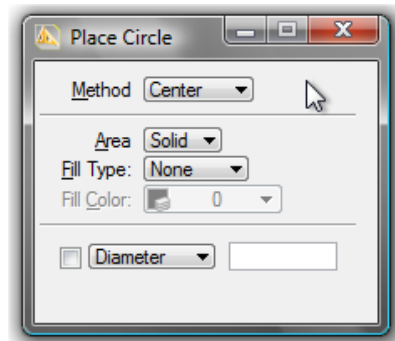 Place Circle
Method Center
Area Solid
Fill Type: None
Fill Color: 0
Diameter